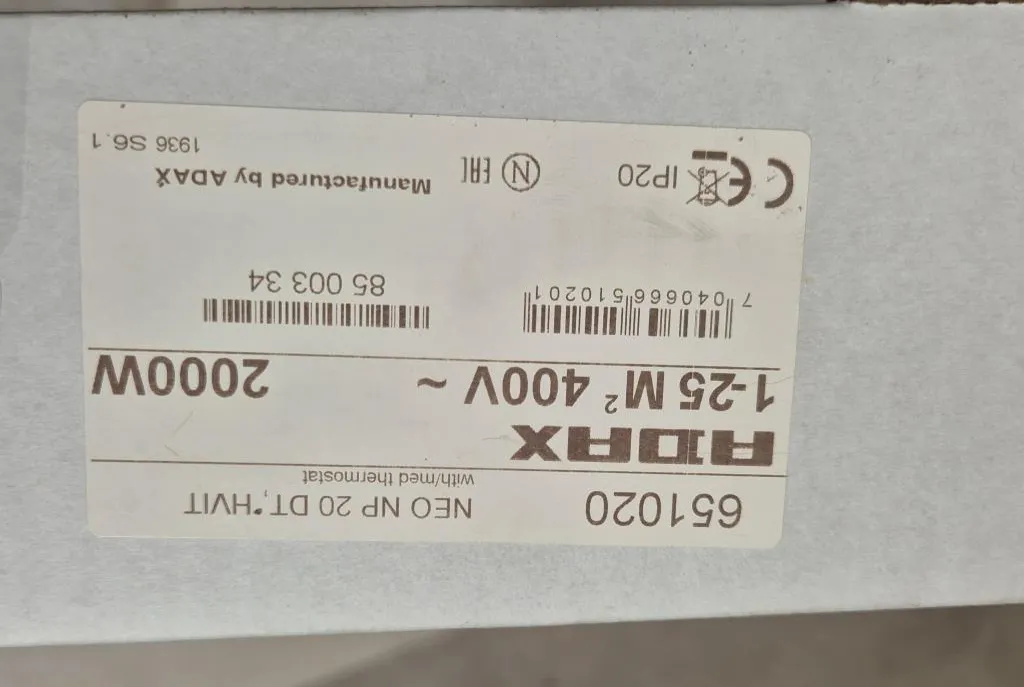 651020
NEO NP 20 DT, HVIT
with/med thermostat
ADAX
1-25 M² 400V ~ 2000W
7 040666 510201
85 003 34
CE IP20 N EAC
Manufactured by ADAX
1936 S6.1